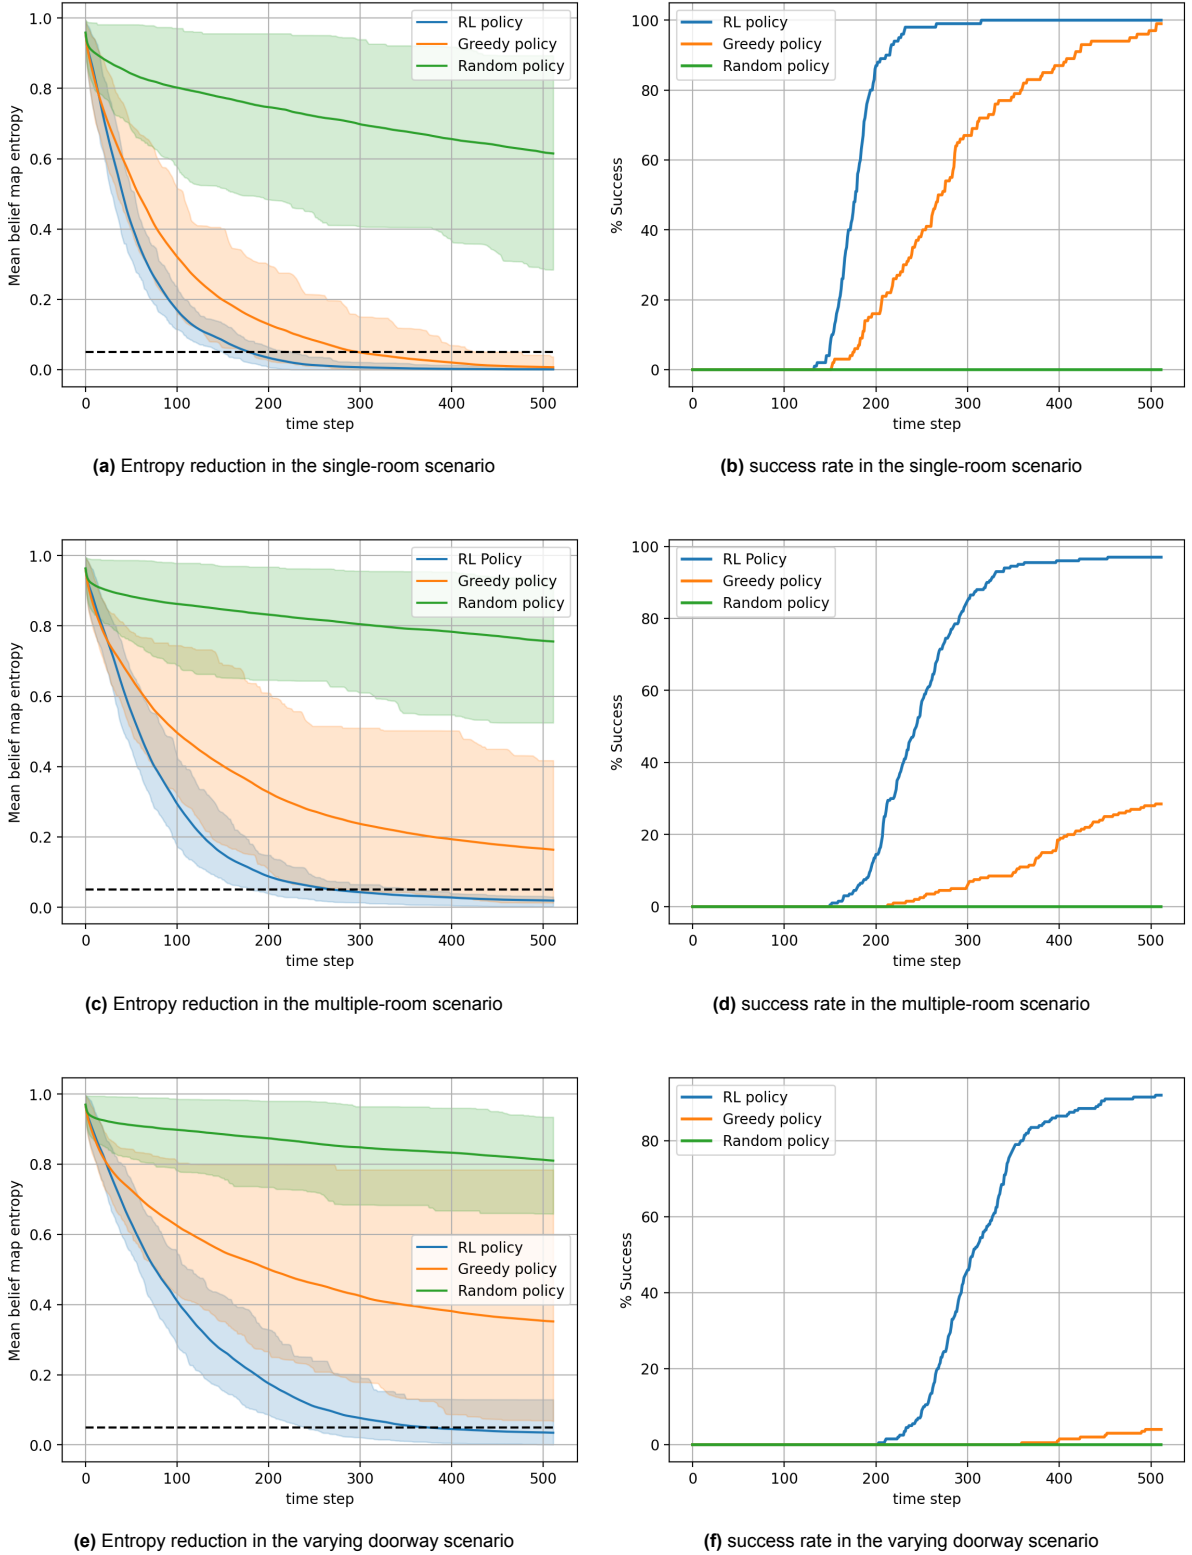 1.0
0.8
0.6
0.4
0.2
0.0
Mean belief map entropy
RL policy
Greedy policy
Random policy
0 100 200 300 400 500
time step
(a) Entropy reduction in the single-room scenario
100
80
60
40
20
0
% Success
RL policy
Greedy policy
Random policy
0 100 200 300 400 500
time step
(b) success rate in the single-room scenario
1.0
0.8
0.6
0.4
0.2
0.0
Mean belief map entropy
RL Policy
Greedy policy
Random policy
0 100 200 300 400 500
time step
(c) Entropy reduction in the multiple-room scenario
100
80
60
40
20
0
% Success
RL Policy
Greedy policy
Random policy
0 100 200 300 400 500
time step
(d) success rate in the multiple-room scenario
1.0
0.8
0.6
0.4
0.2
0.0
Mean belief map entropy
RL policy
Greedy policy
Random policy
0 100 200 300 400 500
time step
(e) Entropy reduction in the varying doorway scenario
80
60
40
20
0
% Success
RL policy
Greedy policy
Random policy
0 100 200 300 400 500
time step
(f) success rate in the varying doorway scenario